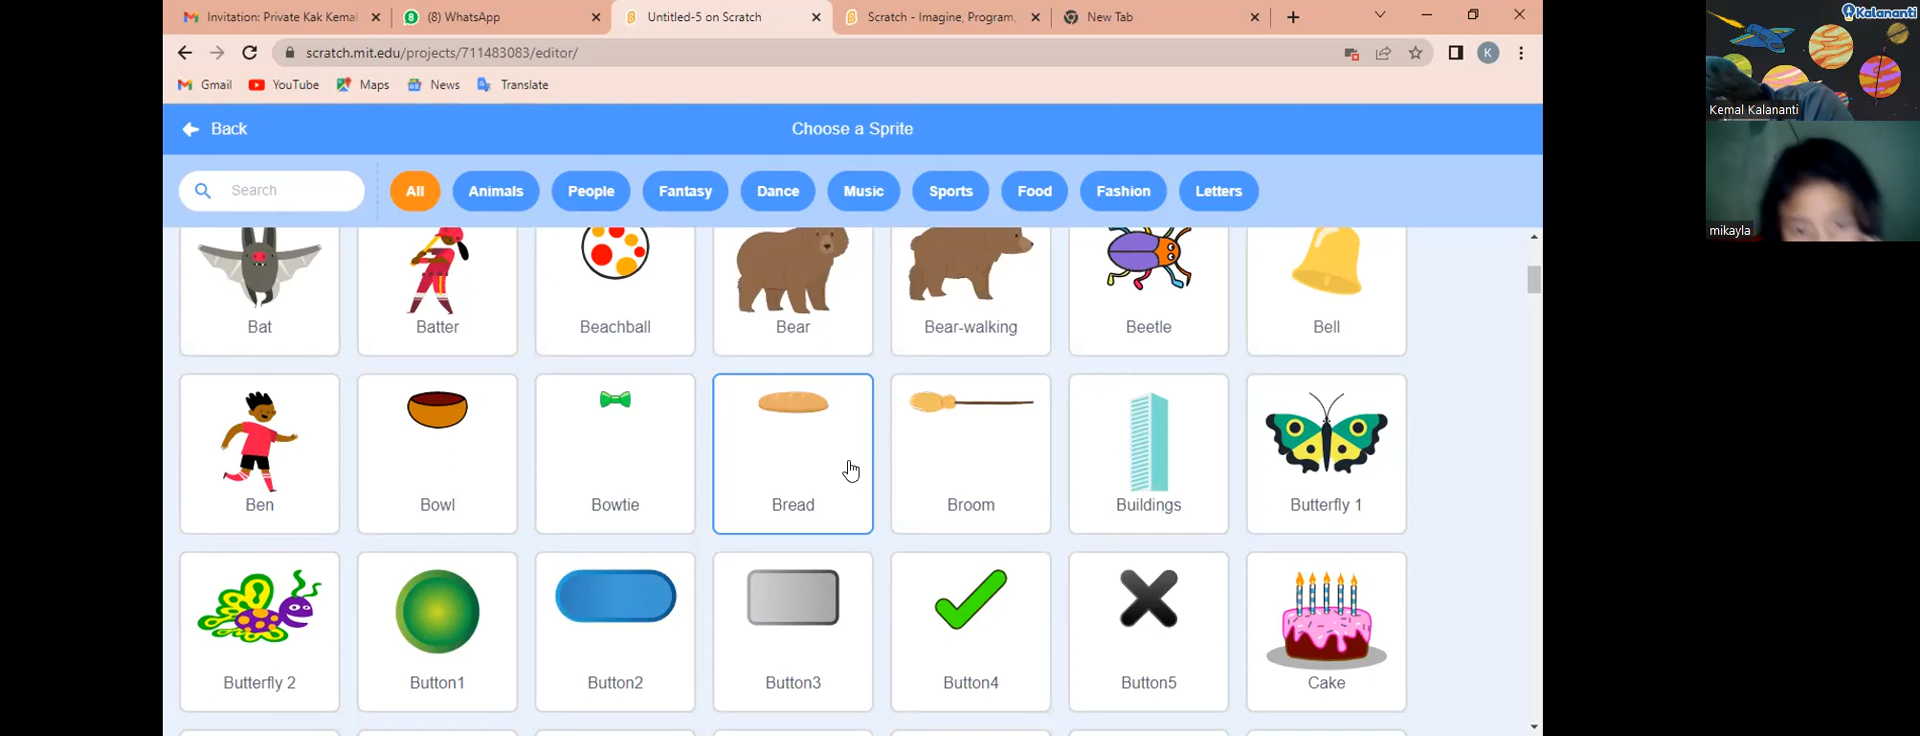 Invitation: Private Kak Kemal
(8) WhatsApp
Untitled-5 on Scratch
Scratch - Imagine, Program,
New Tab
scratch.mit.edu/projects/711483083/editor/
K
Gmail
YouTube
Maps
News
Translate
Back
Choose a Sprite
Search
All
Animals
People
Fantasy
Dance
Music
Sports
Food
Fashion
Letters
Bat
Batter
Beachball
Bear
Bear-walking
Beetle
Bell
Ben
Bowl
Bowtie
Bread
Broom
Buildings
Butterfly 1
Butterfly 2
Button1
Button2
Button3
Button4
Button5
Cake
Kalananti
Kemal Kalananti
mikayla